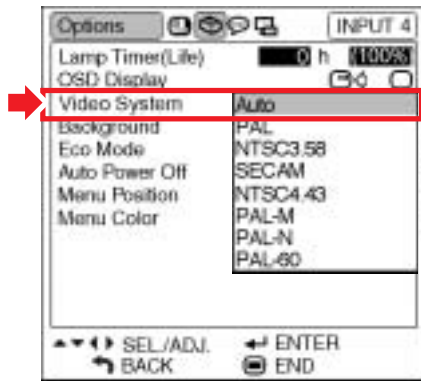 Options INPUT 4
Lamp Timer(Life) 0 h (100%)
OSD Display
Video System Auto
Background PAL
Eco Mode NTSC3.58
Auto Power Off SECAM
Menu Position NTSC4.43
Menu Color PAL-M
PAL-N
PAL-60
SEL./ADJ. ENTER
BACK END